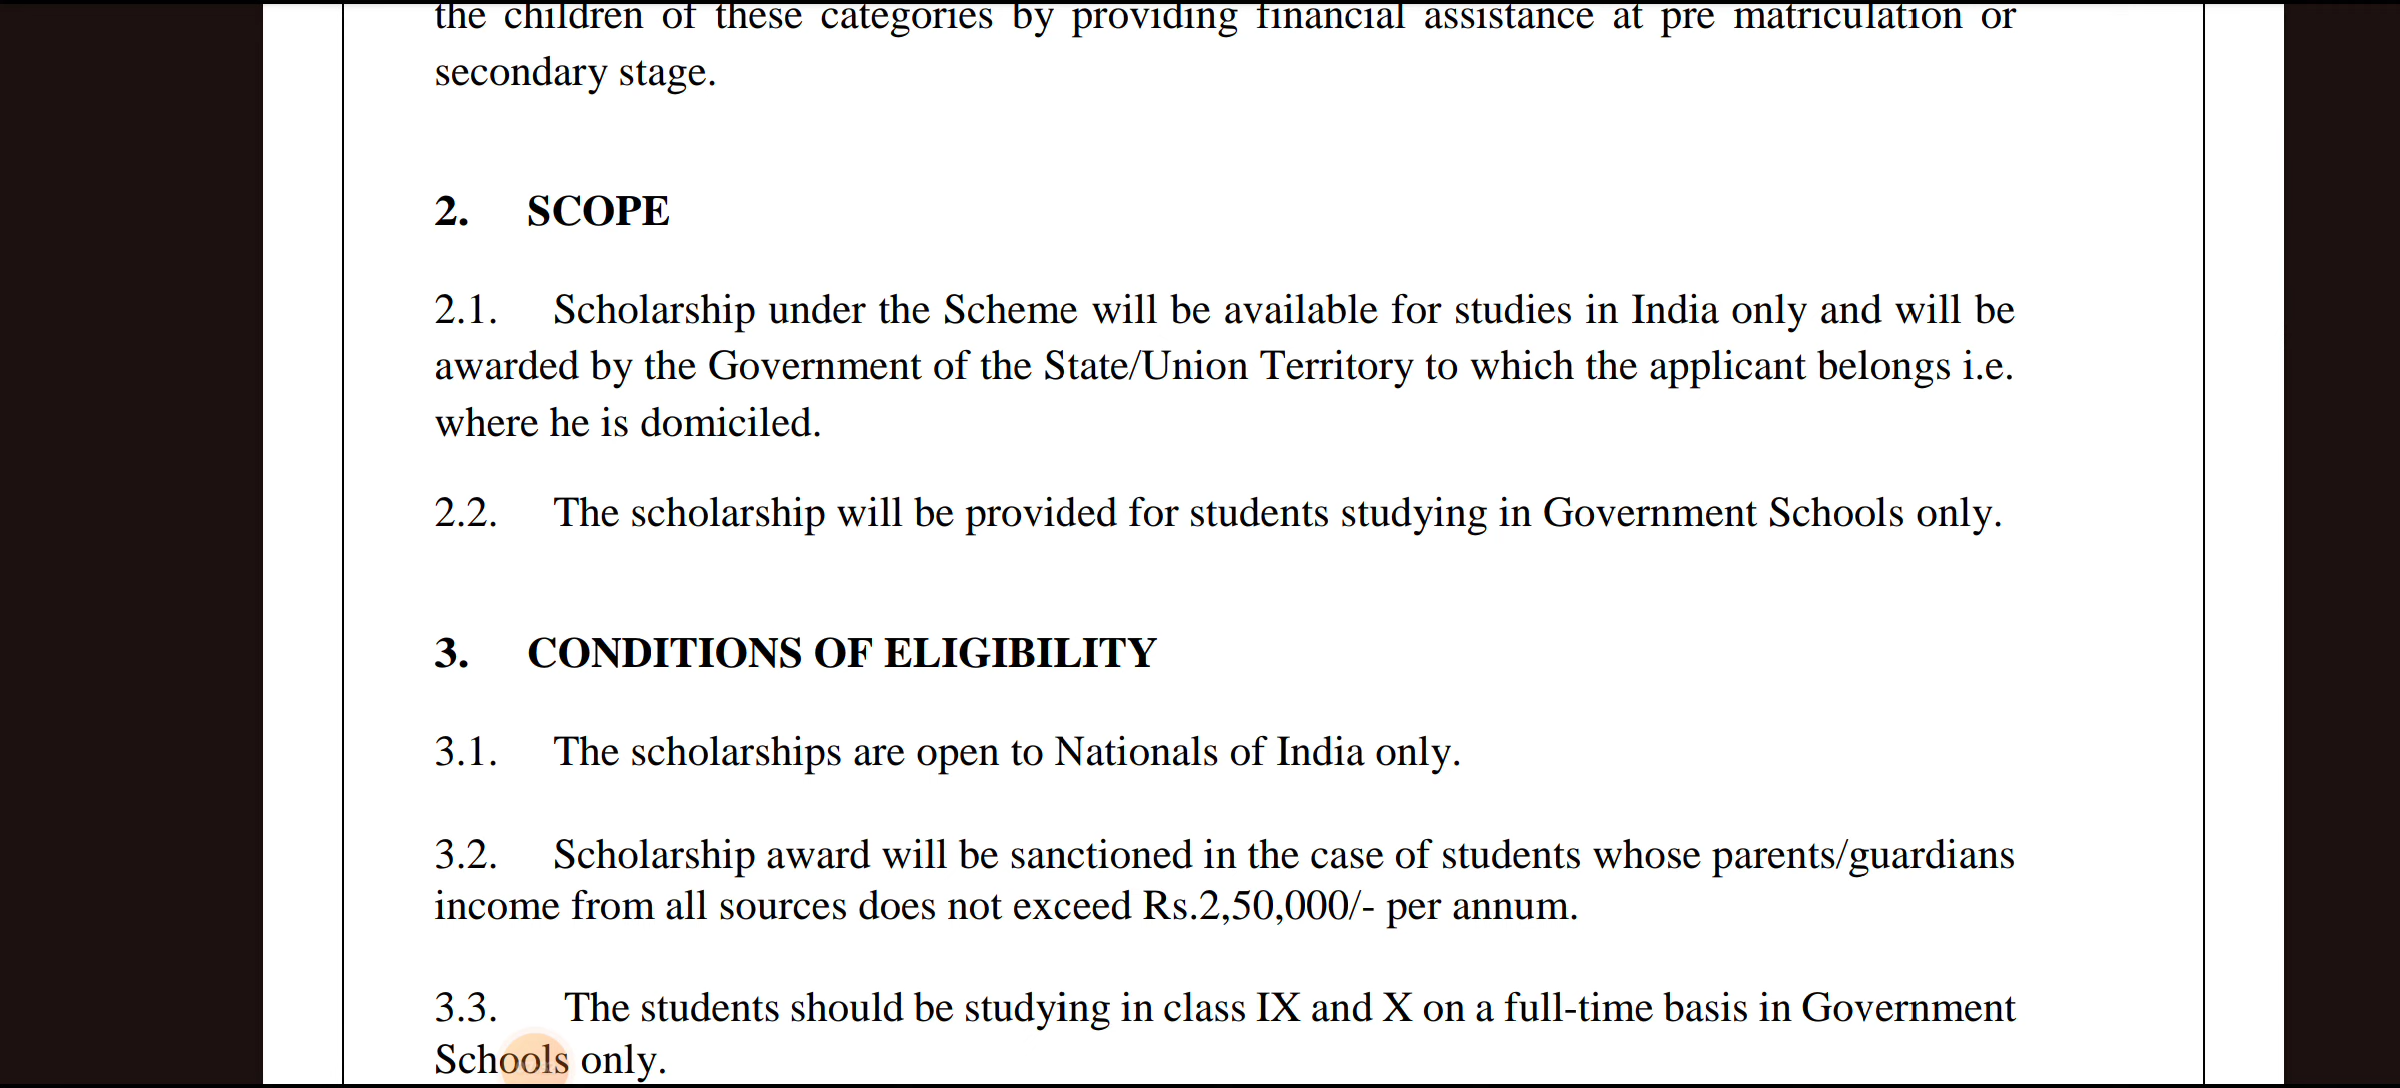 the children of these categories by providing financial assistance at pre matriculation or
secondary stage.
2. SCOPE
2.1. Scholarship under the Scheme will be available for studies in India only and will be
awarded by the Government of the State/Union Territory to which the applicant belongs i.e.
where he is domiciled.
2.2. The scholarship will be provided for students studying in Government Schools only.
3. CONDITIONS OF ELIGIBILITY
3.1. The scholarships are open to Nationals of India only.
3.2. Scholarship award will be sanctioned in the case of students whose parents/guardians
income from all sources does not exceed Rs.2,50,000/- per annum.
3.3. The students should be studying in class IX and X on a full-time basis in Government
Schools only.